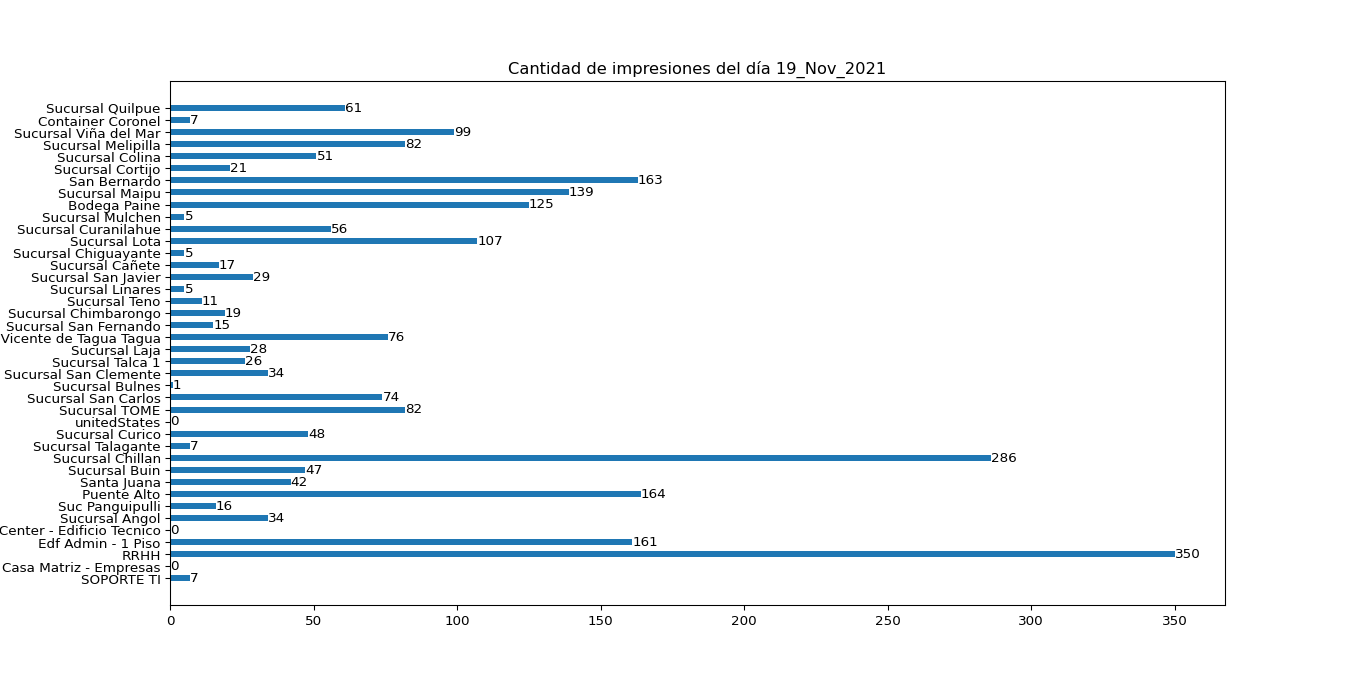 Cantidad de impresiones del día 19_Nov_2021
Sucursal Quilpue 61
Container Coronel 7
Sucursal Viña del Mar 99
Sucursal Melipilla 82
Sucursal Colina 51
Sucursal Cortijo 21
San Bernardo 163
Sucursal Maipu 139
Bodega Paine 125
Sucursal Mulchen 5
Sucursal Curanilahue 56
Sucursal Lota 107
Sucursal Chiguayante 5
Sucursal Cañete 17
Sucursal San Javier 29
Sucursal Linares 5
Sucursal Teno 11
Sucursal Chimbarongo 19
Sucursal San Fernando 15
Vicente de Tagua Tagua 76
Sucursal Laja 28
Sucursal Talca 1 26
Sucursal San Clemente 34
Sucursal Bulnes 1
Sucursal San Carlos 74
Sucursal TOME 82
unitedStates 0
Sucursal Curico 48
Sucursal Talagante 7
Sucursal Chillan 286
Sucursal Buin 47
Santa Juana 42
Puente Alto 164
Suc Panguipulli 16
Sucursal Angol 34
Center - Edificio Tecnico 0
Edf Admin - 1 Piso 161
RRHH 350
Casa Matriz - Empresas 0
SOPORTE TI 7
0 50 100 150 200 250 300 350